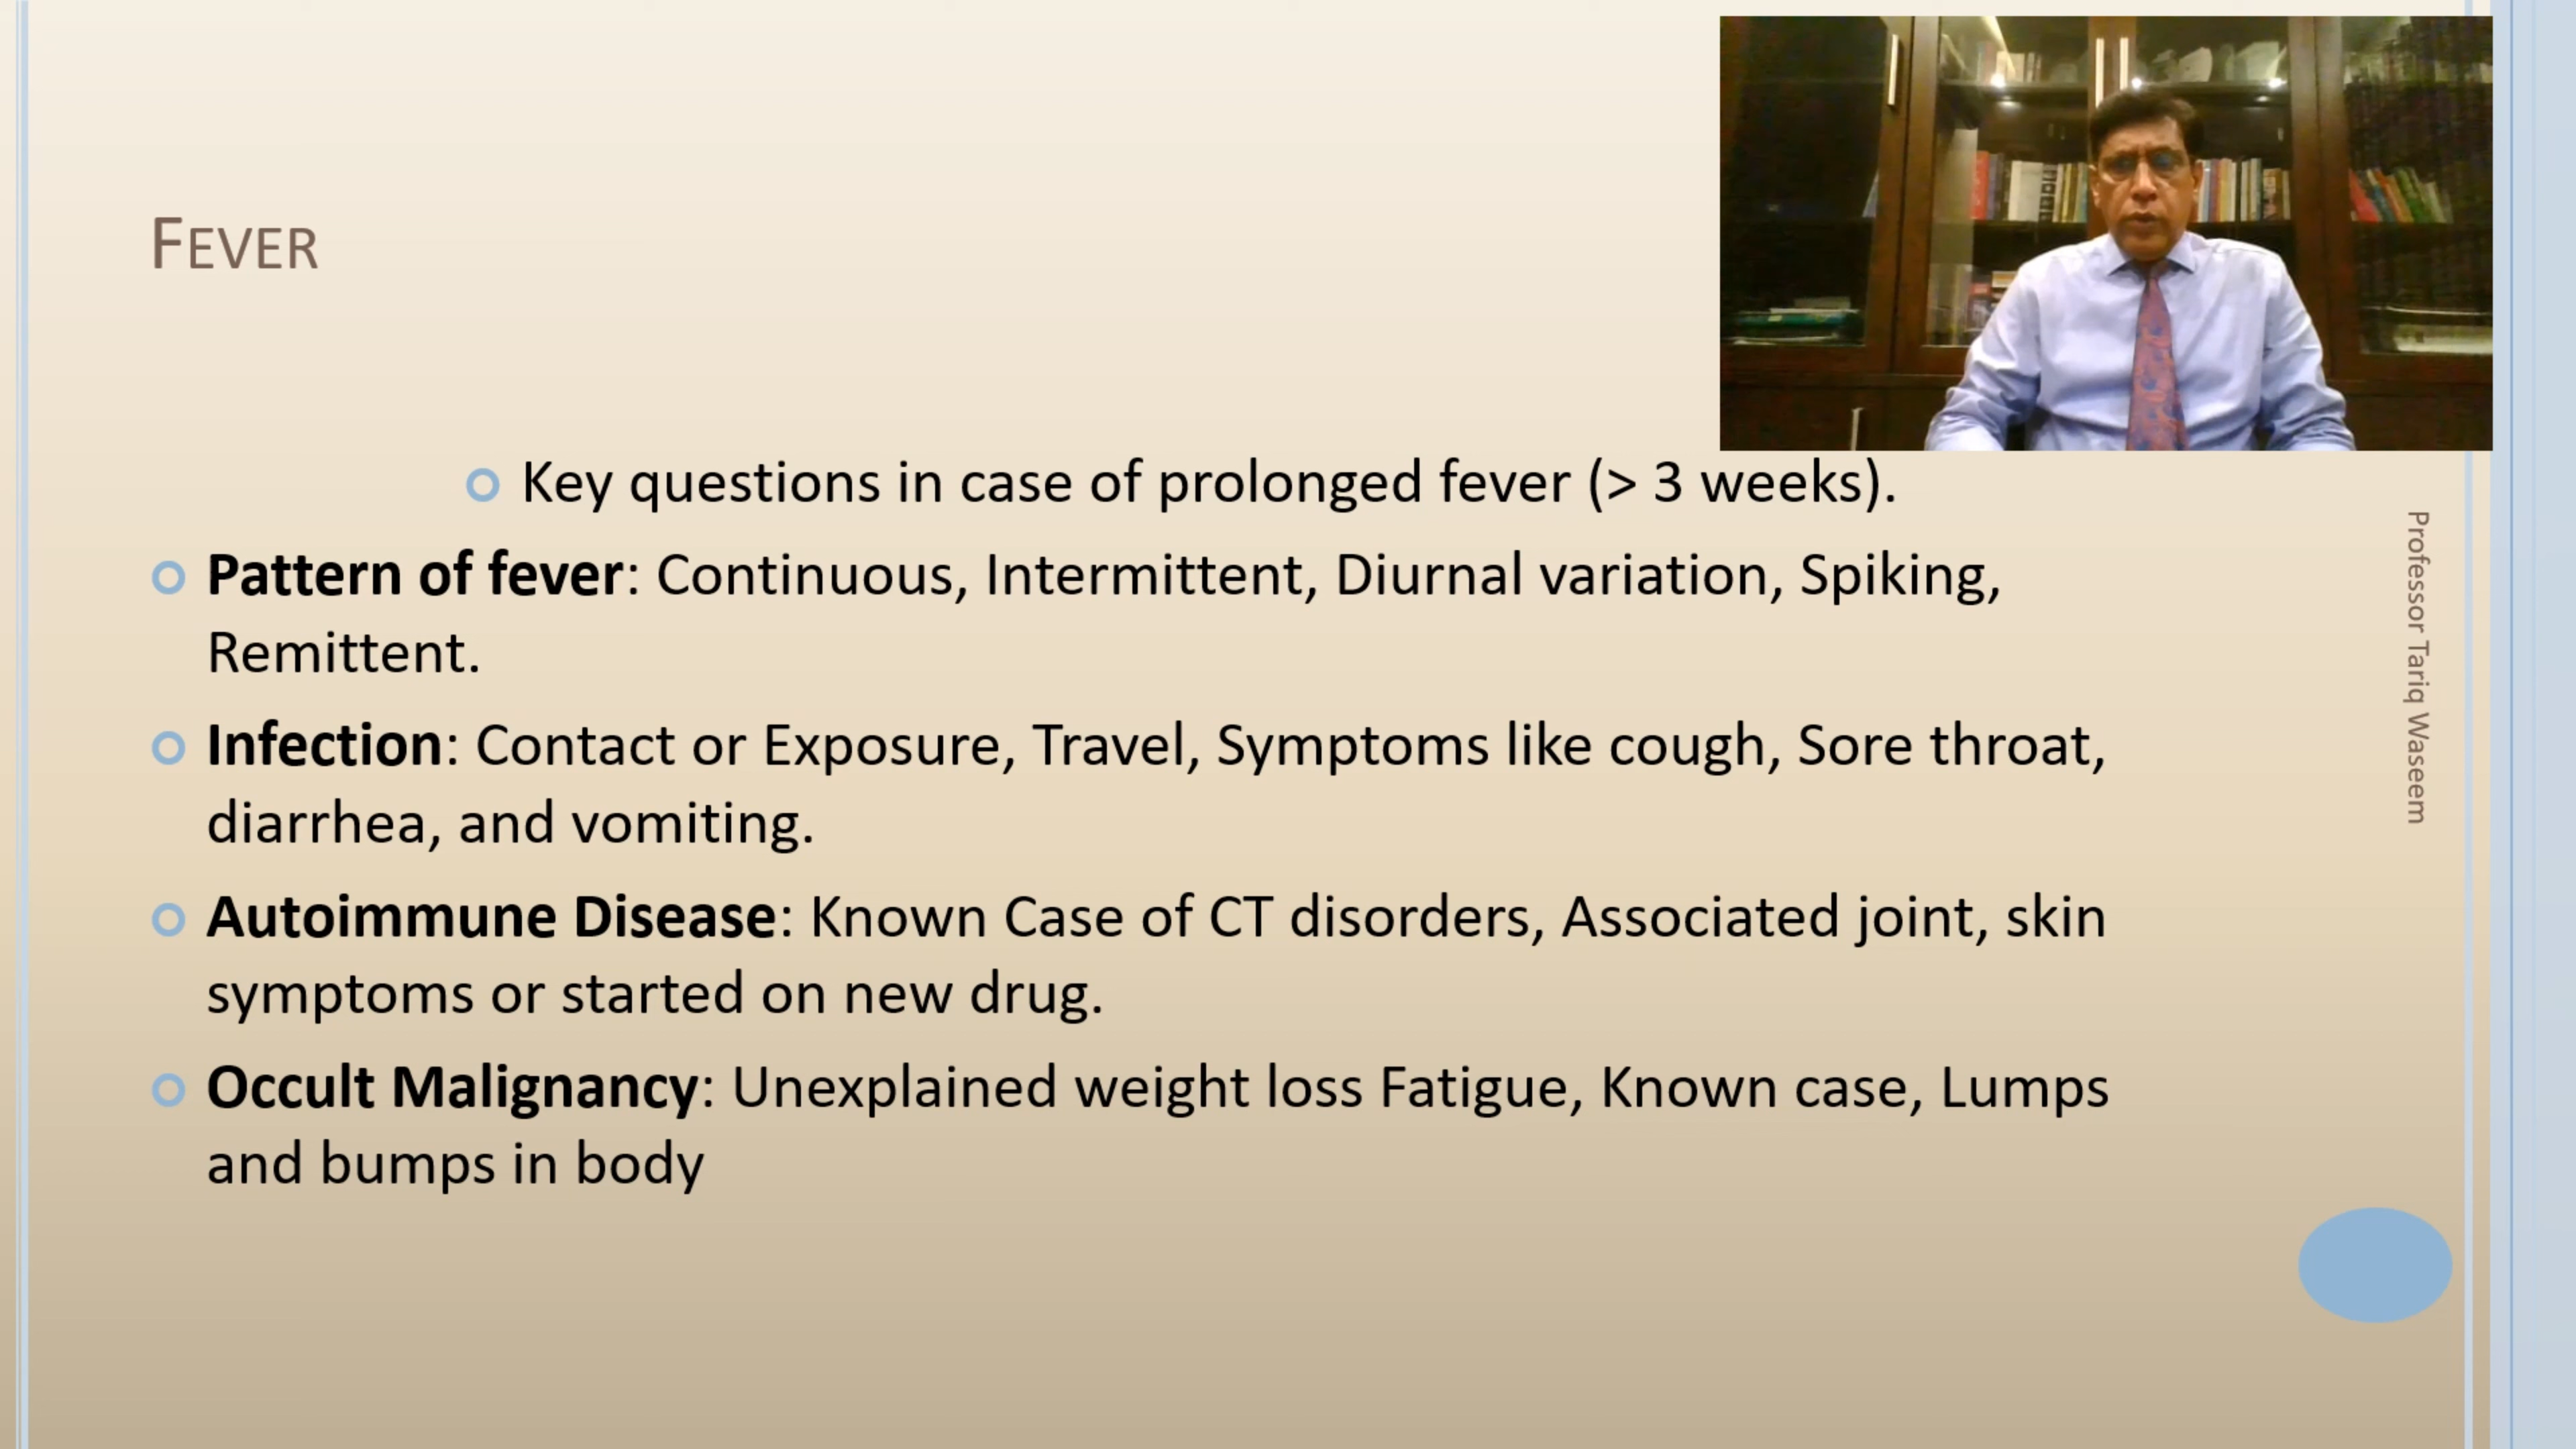 FEVER
Key questions in case of prolonged fever (> 3 weeks).
Pattern of fever: Continuous, Intermittent, Diurnal variation, Spiking,
Remittent.
Infection: Contact or Exposure, Travel, Symptoms like cough, Sore throat,
diarrhea, and vomiting.
Autoimmune Disease: Known Case of CT disorders, Associated joint, skin
symptoms or started on new drug.
Occult Malignancy: Unexplained weight loss Fatigue, Known case, Lumps
and bumps in body
Professor Tariq Waseem